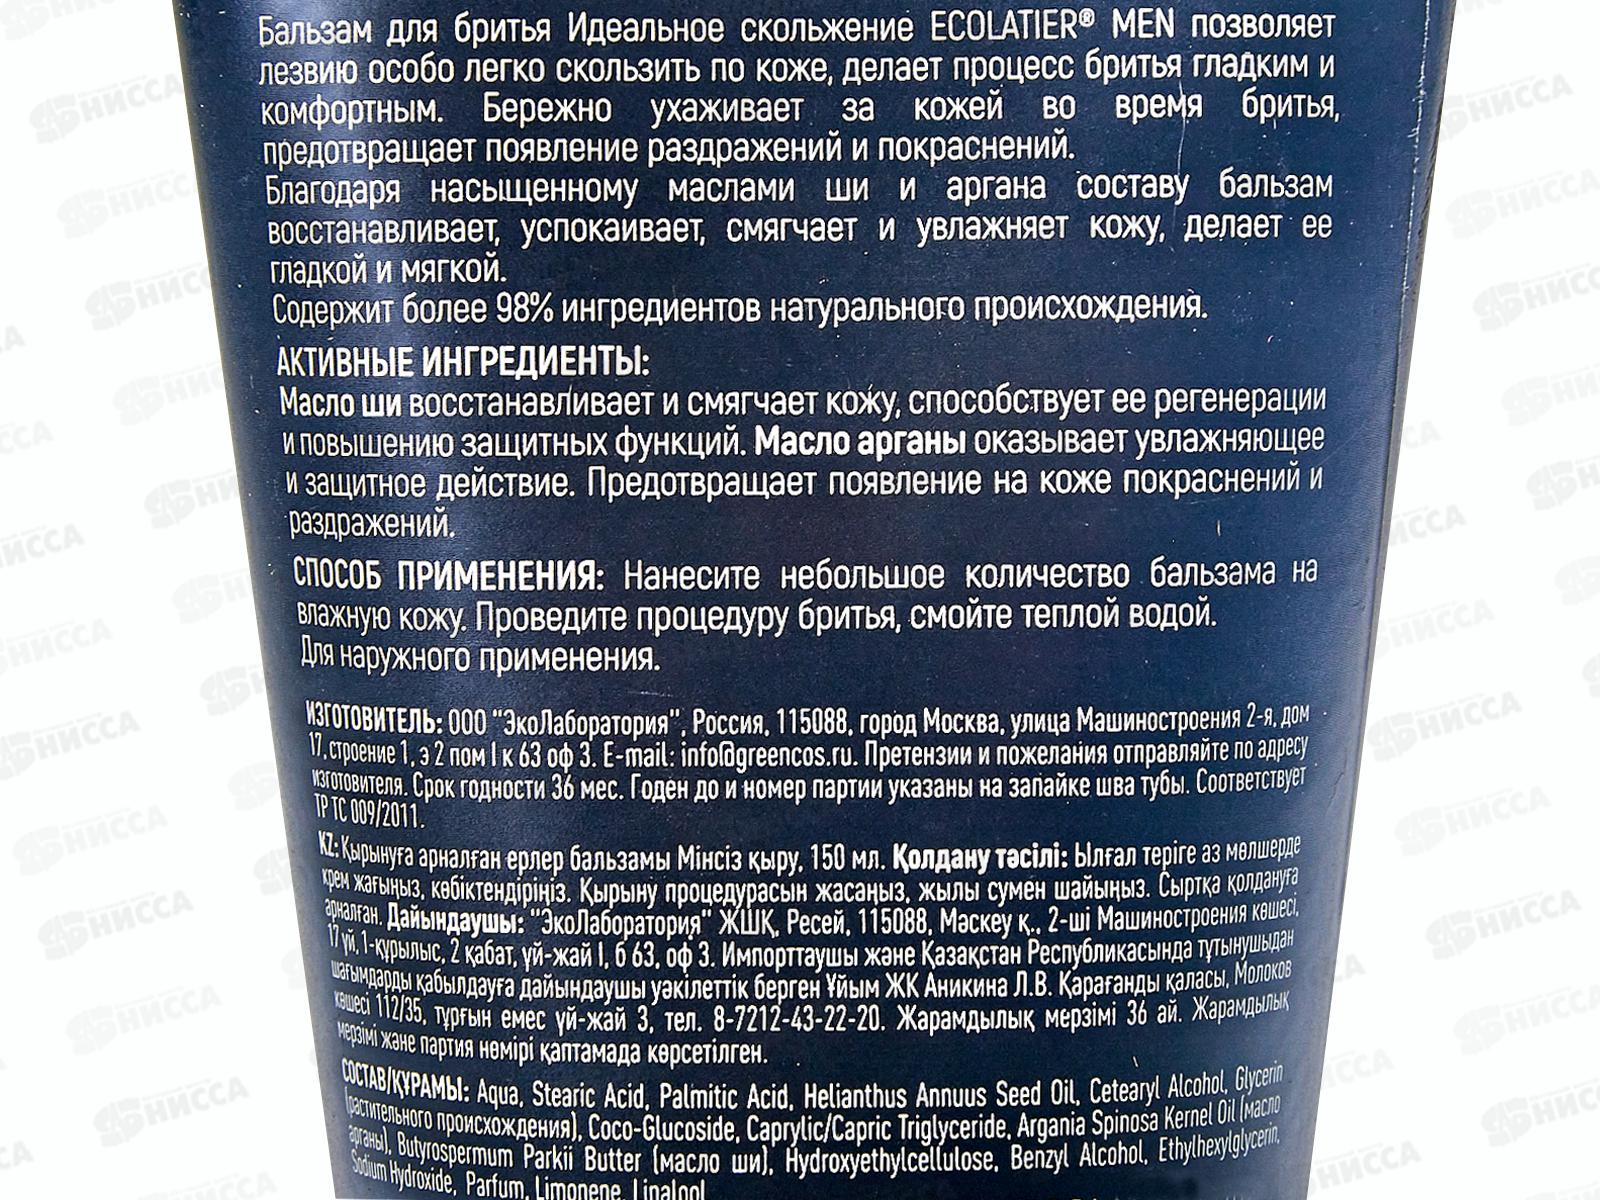 Бальзам для бритья Идеальное скольжение ECOLATIER® MEN позволяет
лезвию особо легко скользить по коже, делает процесс бритья гладким и
комфортным. Бережно ухаживает за кожей во время бритья,
предотвращает появление раздражений и покраснений.
Благодаря насыщенному маслами ши и аргана составу бальзам
восстанавливает, успокаивает, смягчает и увлажняет кожу, делает ее
гладкой и мягкой.
Содержит более 98% ингредиентов натурального происхождения.
АКТИВНЫЕ ИНГРЕДИЕНТЫ:
Масло ши восстанавливает и смягчает кожу, способствует ее регенерации
и повышению защитных функций. Масло арганы оказывает увлажняющее
и защитное действие. Предотвращает появление на коже покраснений и
раздражений.
СПОСОБ ПРИМЕНЕНИЯ: Нанесите небольшое количество бальзама на
влажную кожу. Проведите процедуру бритья, смойте теплой водой.
Для наружного применения.
ИЗГОТОВИТЕЛЬ: ООО "ЭкоЛаборатория", Россия, 115088, город Москва, улица Машиностроения 2-я, дом
17, строение 1, э 2 пом I к 63 оф 3. E-mail: info@greencos.ru. Претензии и пожелания отправляйте по адресу
изготовителя. Срок годности 36 мес. Годен до и номер партии указаны на запайке шва тубы. Соответствует
ТР ТС 009/2011.
KZ: Қырынуға арналған ерлер бальзамы Мінсіз қыру, 150 мл. Қолдану тәсілі: Ылғал теріге аз мөлшерде
крем жағыңыз, көбіктендіріңіз. Қырыну процедурасын жасаңыз, жылы сумен шайыңыз. Сыртқа қолдануға
арналған. Дайындаушы: "ЭкоЛаборатория" ЖШҚ, Ресей, 115088, Мәскеу қ., 2-ші Машиностроения көшесі,
17 үй, 1-құрылыс, 2 қабат, үй-жай I, б 63, оф 3. Импорттаушы және Қазақстан Республикасында тұтынушыдан
шағымдарды қабылдауға дайындаушы уәкілеттік берген Ұйым ЖК Аникина Л.В. Қарағанды қаласы, Молоков
көшесі 112/35, тұрғын емес үй-жай 3, тел. 8-7212-43-22-20. Жарамдылық мерзімі 36 ай. Жарамдылық
мерзімі және партия нөмірі қаптамада көрсетілген.
СОСТАВ/ҚҰРАМЫ: Aqua, Stearic Acid, Palmitic Acid, Helianthus Annuus Seed Oil, Cetearyl Alcohol, Glycerin
(растительного происхождения), Coco-Glucoside, Caprylic/Capric Triglyceride, Argania Spinosa Kernel Oil (масло
арганы), Butyrospermum Parkii Butter (масло ши), Hydroxyethylcellulose, Benzyl Alcohol, Ethylhexylglycerin,
Sodium Hydroxide, Parfum, Limonene, Linalool